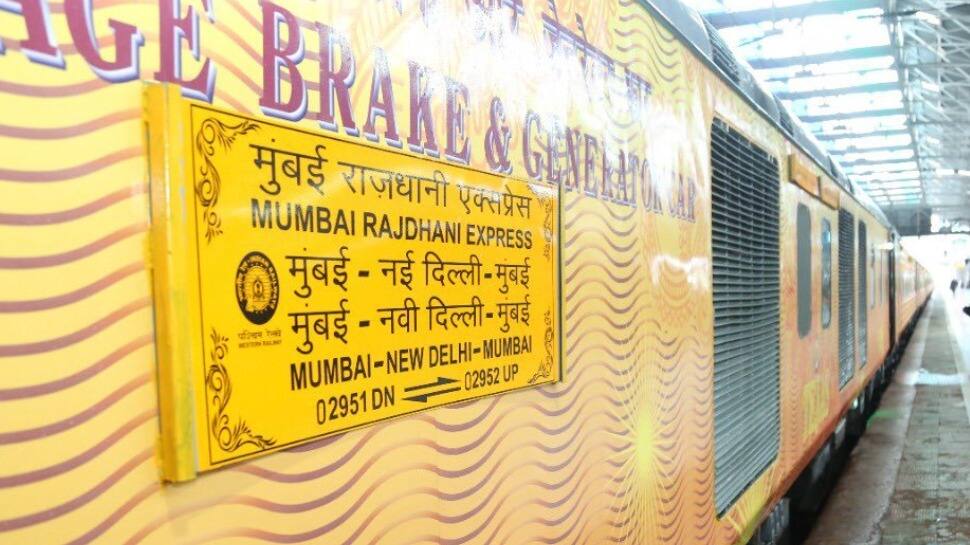 AGE BRAKE & GENERATOR CAR
मुंबई राज़धानी एक्सप्रेस
MUMBAI RAJDHANI EXPRESS
मुंबई - नई दिल्ली - मुंबई
मुंबई - नवी दिल्ली - मुंबई
पश्चिम रेलवे
WESTERN RAILWAY
MUMBAI-NEW DELHI-MUMBAI
02951 DN 02952 UP